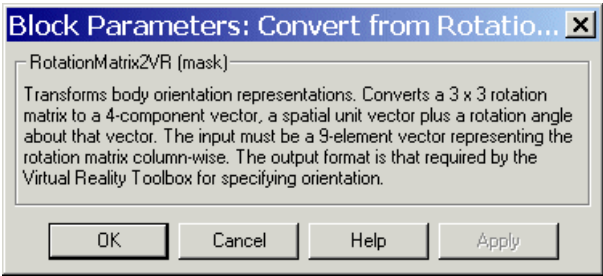 Block Parameters: Convert from Rotatio...
RotationMatrix2VR (mask)
Transforms body orientation representations. Converts a 3 x 3 rotation
matrix to a 4-component vector, a spatial unit vector plus a rotation angle
about that vector. The input must be a 9-element vector representing the
rotation matrix column-wise. The output format is that required by the
Virtual Reality Toolbox for specifying orientation.
OK Cancel Help Apply